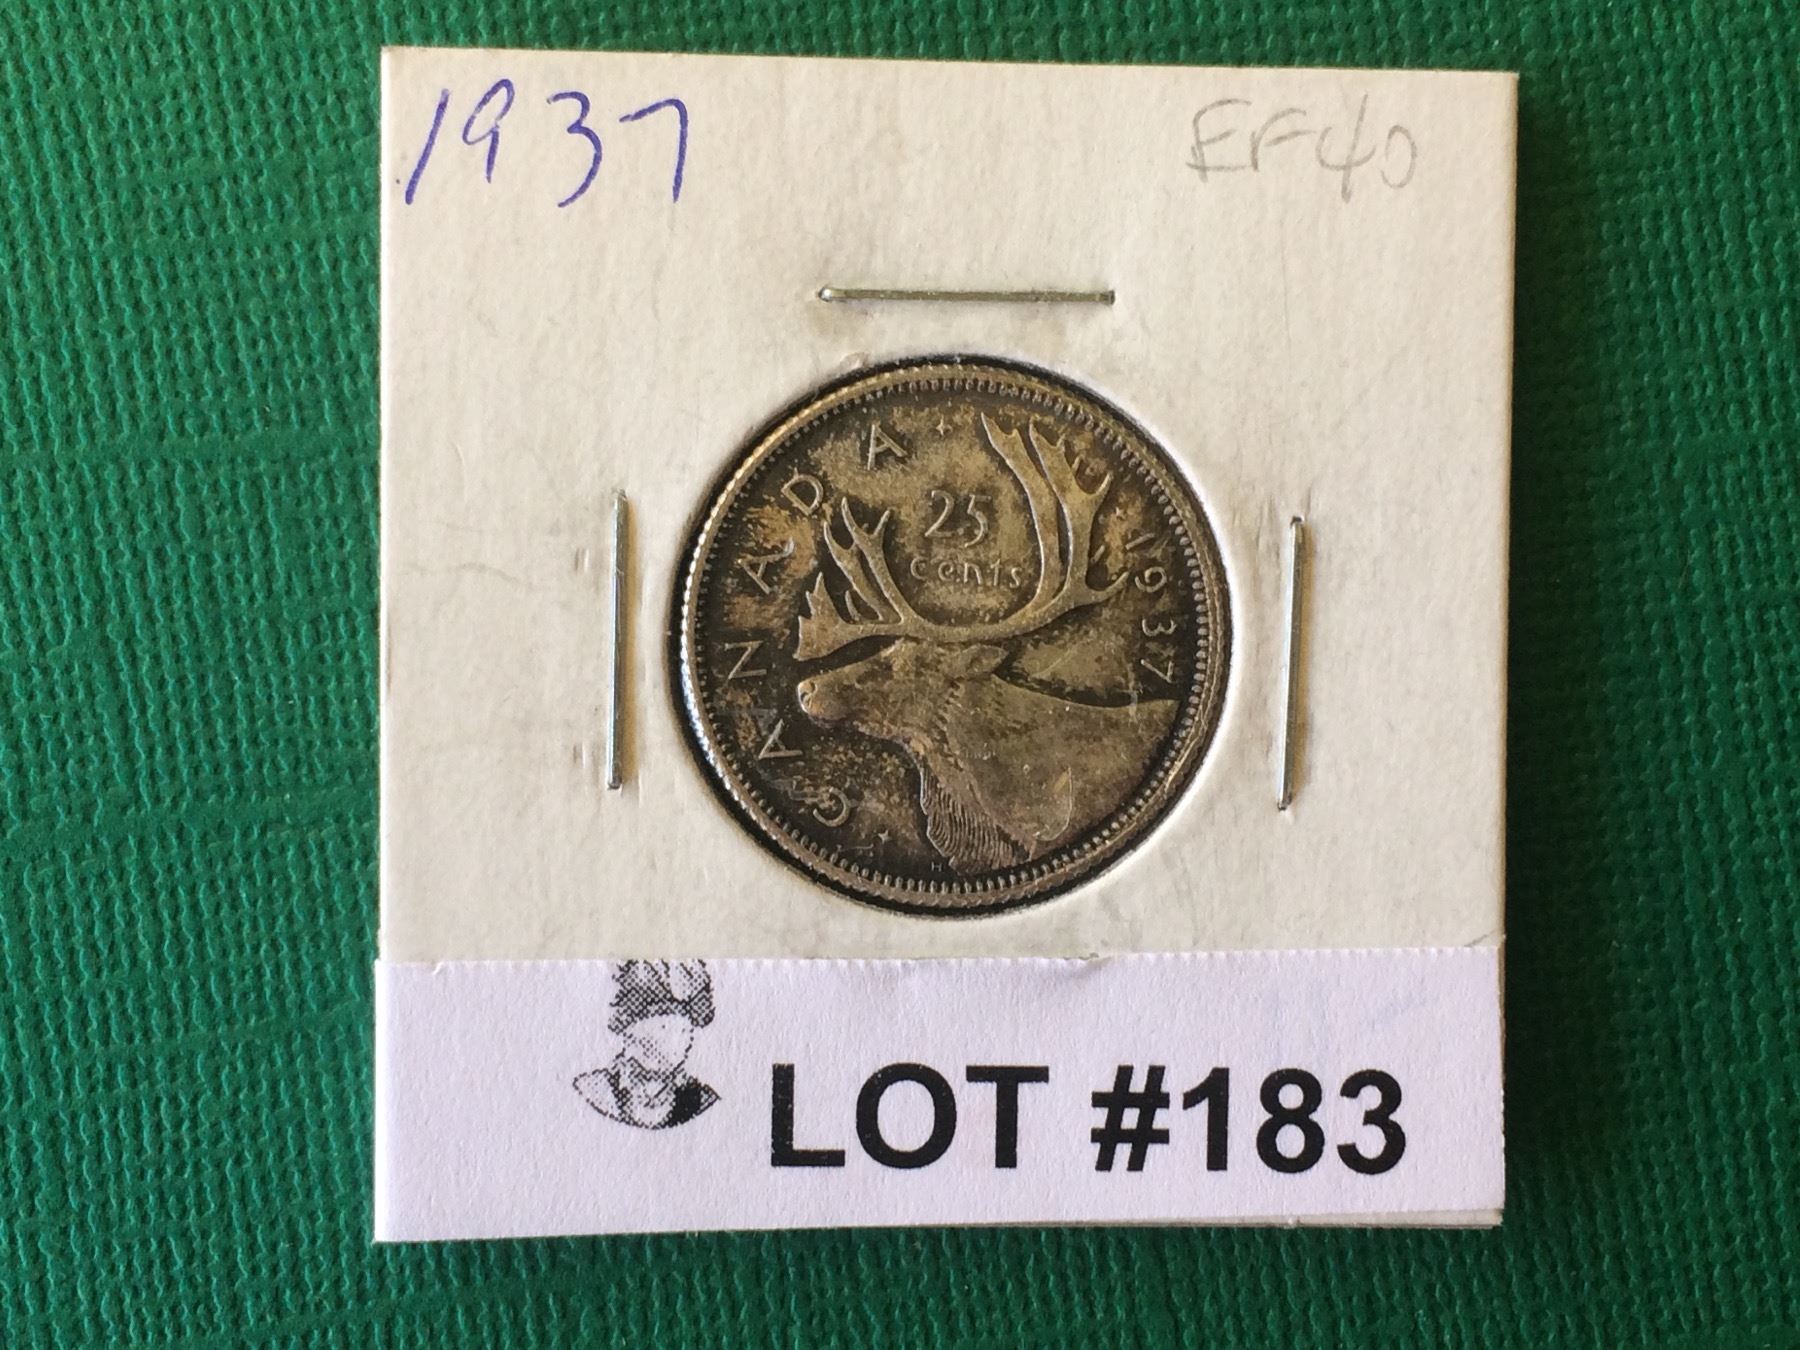 1937 EF40
CANADA
25
cents
1937
H
LOT #183